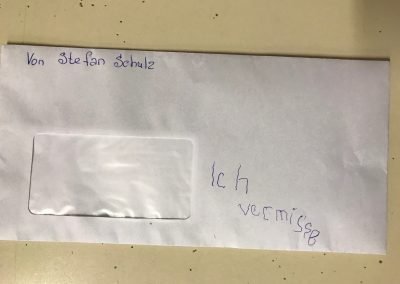 Von Stefan Schulz
Ich
vermisse